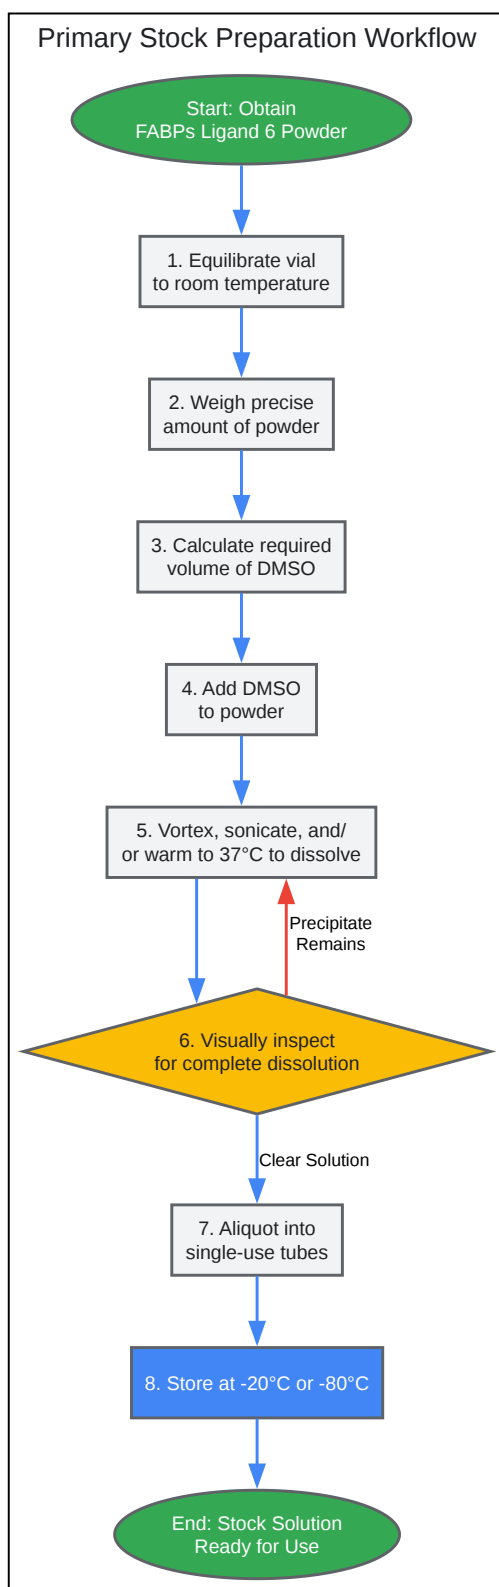 Primary Stock Preparation Workflow
Start: Obtain
FABPs Ligand 6 Powder
1. Equilibrate vial
to room temperature
2. Weigh precise
amount of powder
3. Calculate required
volume of DMSO
4. Add DMSO
to powder
5. Vortex, sonicate, and/
or warm to 37°C to dissolve
Precipitate
Remains
6. Visually inspect
for complete dissolution
Clear Solution
7. Aliquot into
single-use tubes
8. Store at -20°C or -80°C
End: Stock Solution
Ready for Use